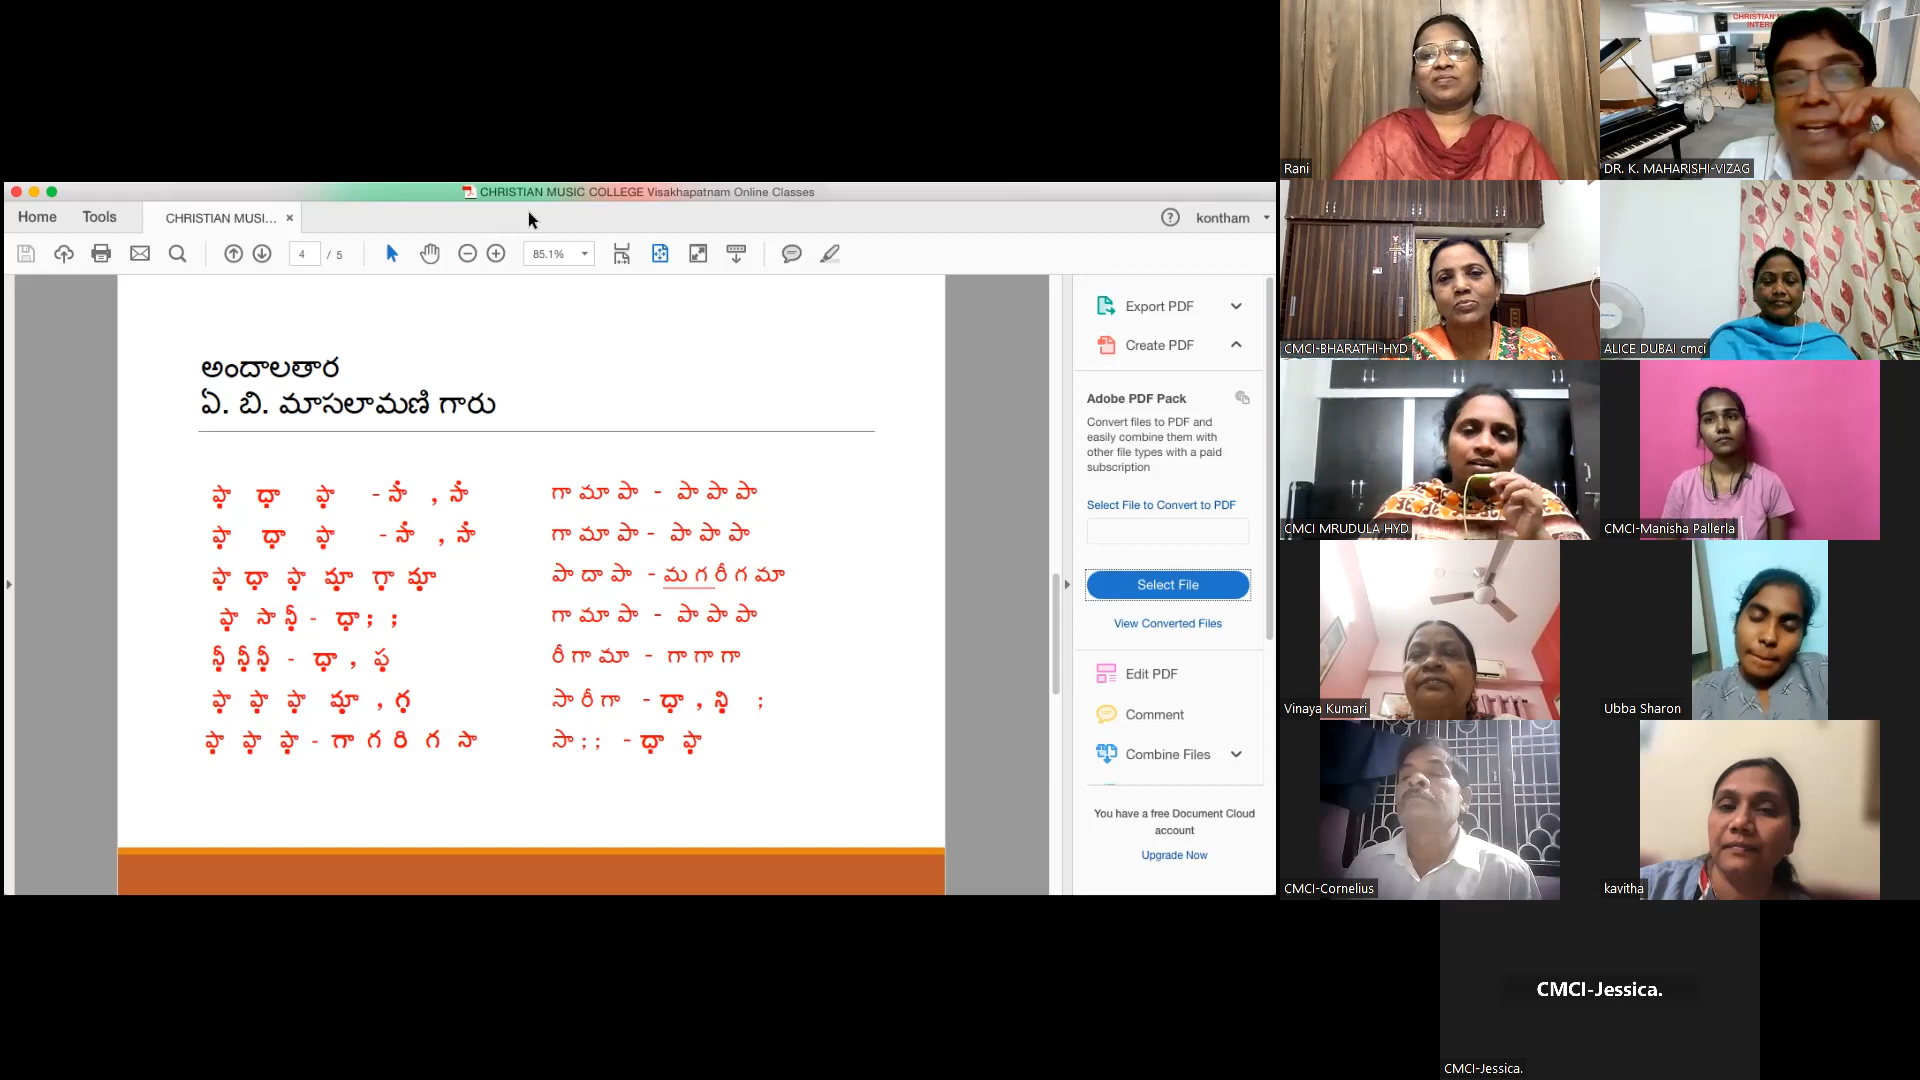 CHRISTIAN MUSIC COLLEGE Visakhapatnam Online Classes
Home Tools CHRISTIAN MUSI... × kontham
4 / 5 85.1%
అందాలతార
ఏ. బి. మాసలామణి గారు
పా ధా పా - సా , సా
పా ధా పా - సా , సా
పా ధా పా మా గా మా
పా సా నీ - ధా ; ;
నీ నీ నీ - ధా , ప
పా పా పా మా , గ
పా పా పా - గా గ రి గ సా
గా మా పా - పా పా పా
గా మా పా - పా పా పా
పా దా పా - మ గ రీ గ మా
గా మా పా - పా పా పా
రీ గా మా - గా గా గా
సా రీ గా - ధా , ని ;
సా ; ; - ధా పా
Export PDF
Create PDF
Adobe PDF Pack
Convert files to PDF and
easily combine them with
other file types with a paid
subscription
Select File to Convert to PDF
Select File
View Converted Files
Edit PDF
Comment
Combine Files
You have a free Document Cloud
account
Upgrade Now
Rani
DR. K. MAHARISHI-VIZAG
CMCI-BHARATHI-HYD
ALICE DUBAI cmci
CMCI MRUDULA HYD
CMCI-Manisha Pallerla
Vinaya Kumari
Ubba Sharon
CMCI-Cornelius
kavitha
CMCI-Jessica.
CMCI-Jessica.